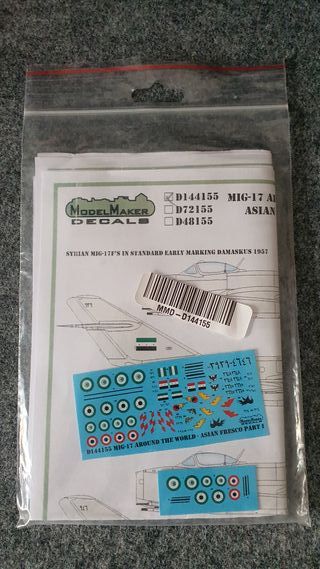 MODELMAKER
DECALS
D144155
D72155
D48155
MIG-17 A
ASIAN
SYRIAN MIG-17F'S IN STANDARD EARLY MARKING DAMASKUS 1957
MMD-D144155
D144155 MIG-17 AROUND THE WORLD - ASIAN FRESCO PART 1